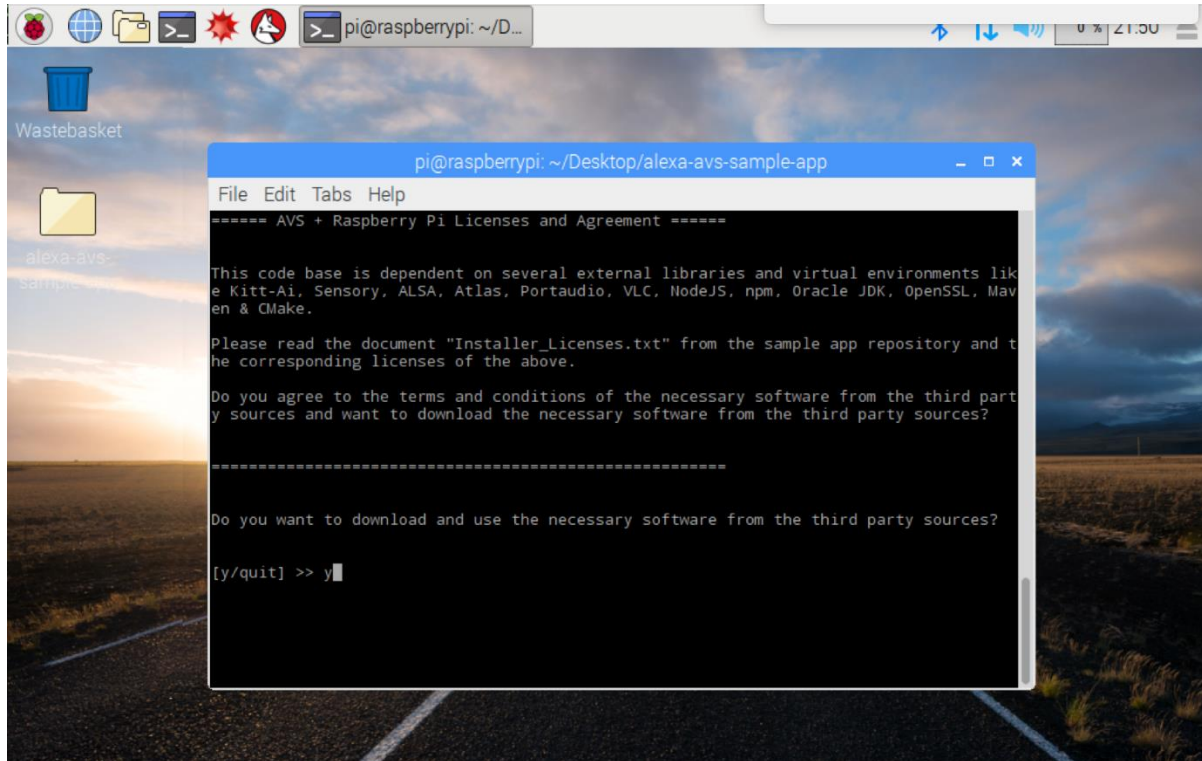 pi@raspberrypi: ~/D...
0 % 21:50
Wastebasket
alexa-avs-
pi@raspberrypi: ~/Desktop/alexa-avs-sample-app
File Edit Tabs Help
====== AVS + Raspberry Pi Licenses and Agreement ======
This code base is dependent on several external libraries and virtual environments lik
e Kitt-Ai, Sensory, ALSA, Atlas, Portaudio, VLC, NodeJS, npm, Oracle JDK, OpenSSL, Mav
en & CMake.
Please read the document "Installer_Licenses.txt" from the sample app repository and t
he corresponding licenses of the above.
Do you agree to the terms and conditions of the necessary software from the third part
y sources and want to download the necessary software from the third party sources?
=======================================================
Do you want to download and use the necessary software from the third party sources?
[y/quit] >> y